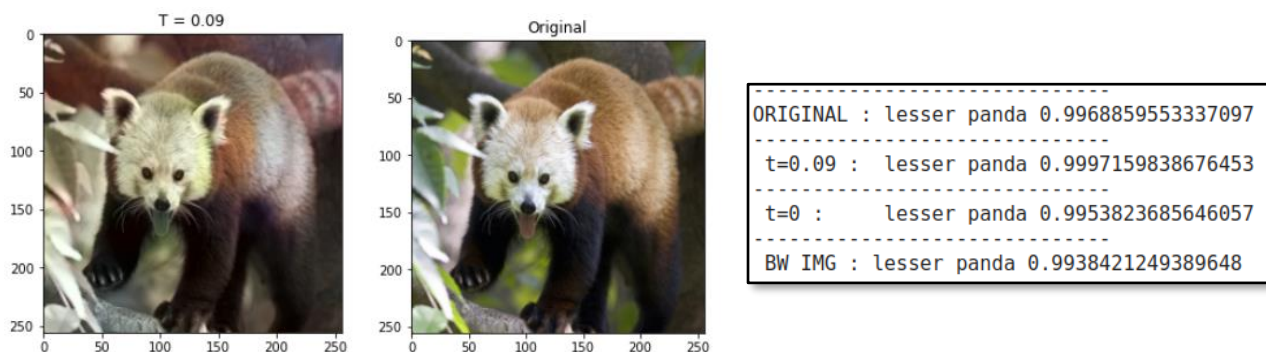 T = 0.09
0
50
100
150
200
250
0 50 100 150 200 250
Original
0
50
100
150
200
250
0 50 100 150 200 250
-------------------------------
ORIGINAL : lesser panda 0.9968859553337097
-------------------------------
t=0.09 : lesser panda 0.9997159838676453
-------------------------------
t=0 : lesser panda 0.9953823685646057
-------------------------------
BW IMG : lesser panda 0.9938421249389648